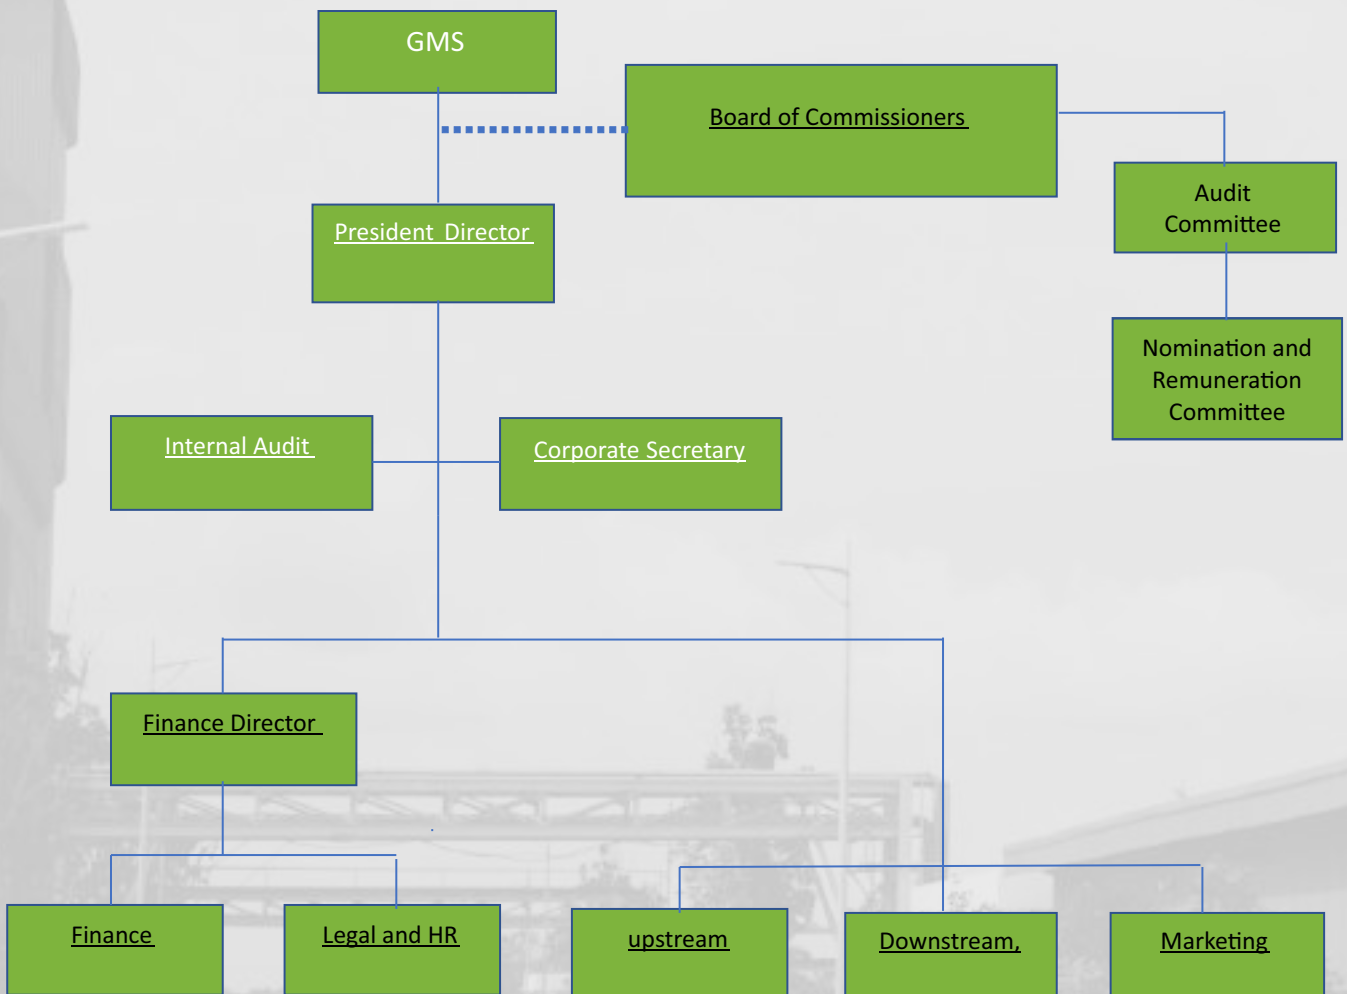 GMS
Board of Commissioners
Audit
Committee
President Director
Nomination and
Remuneration
Committee
Internal Audit
Corporate Secretary
Finance Director
Finance
Legal and HR
upstream
Downstream,
Marketing